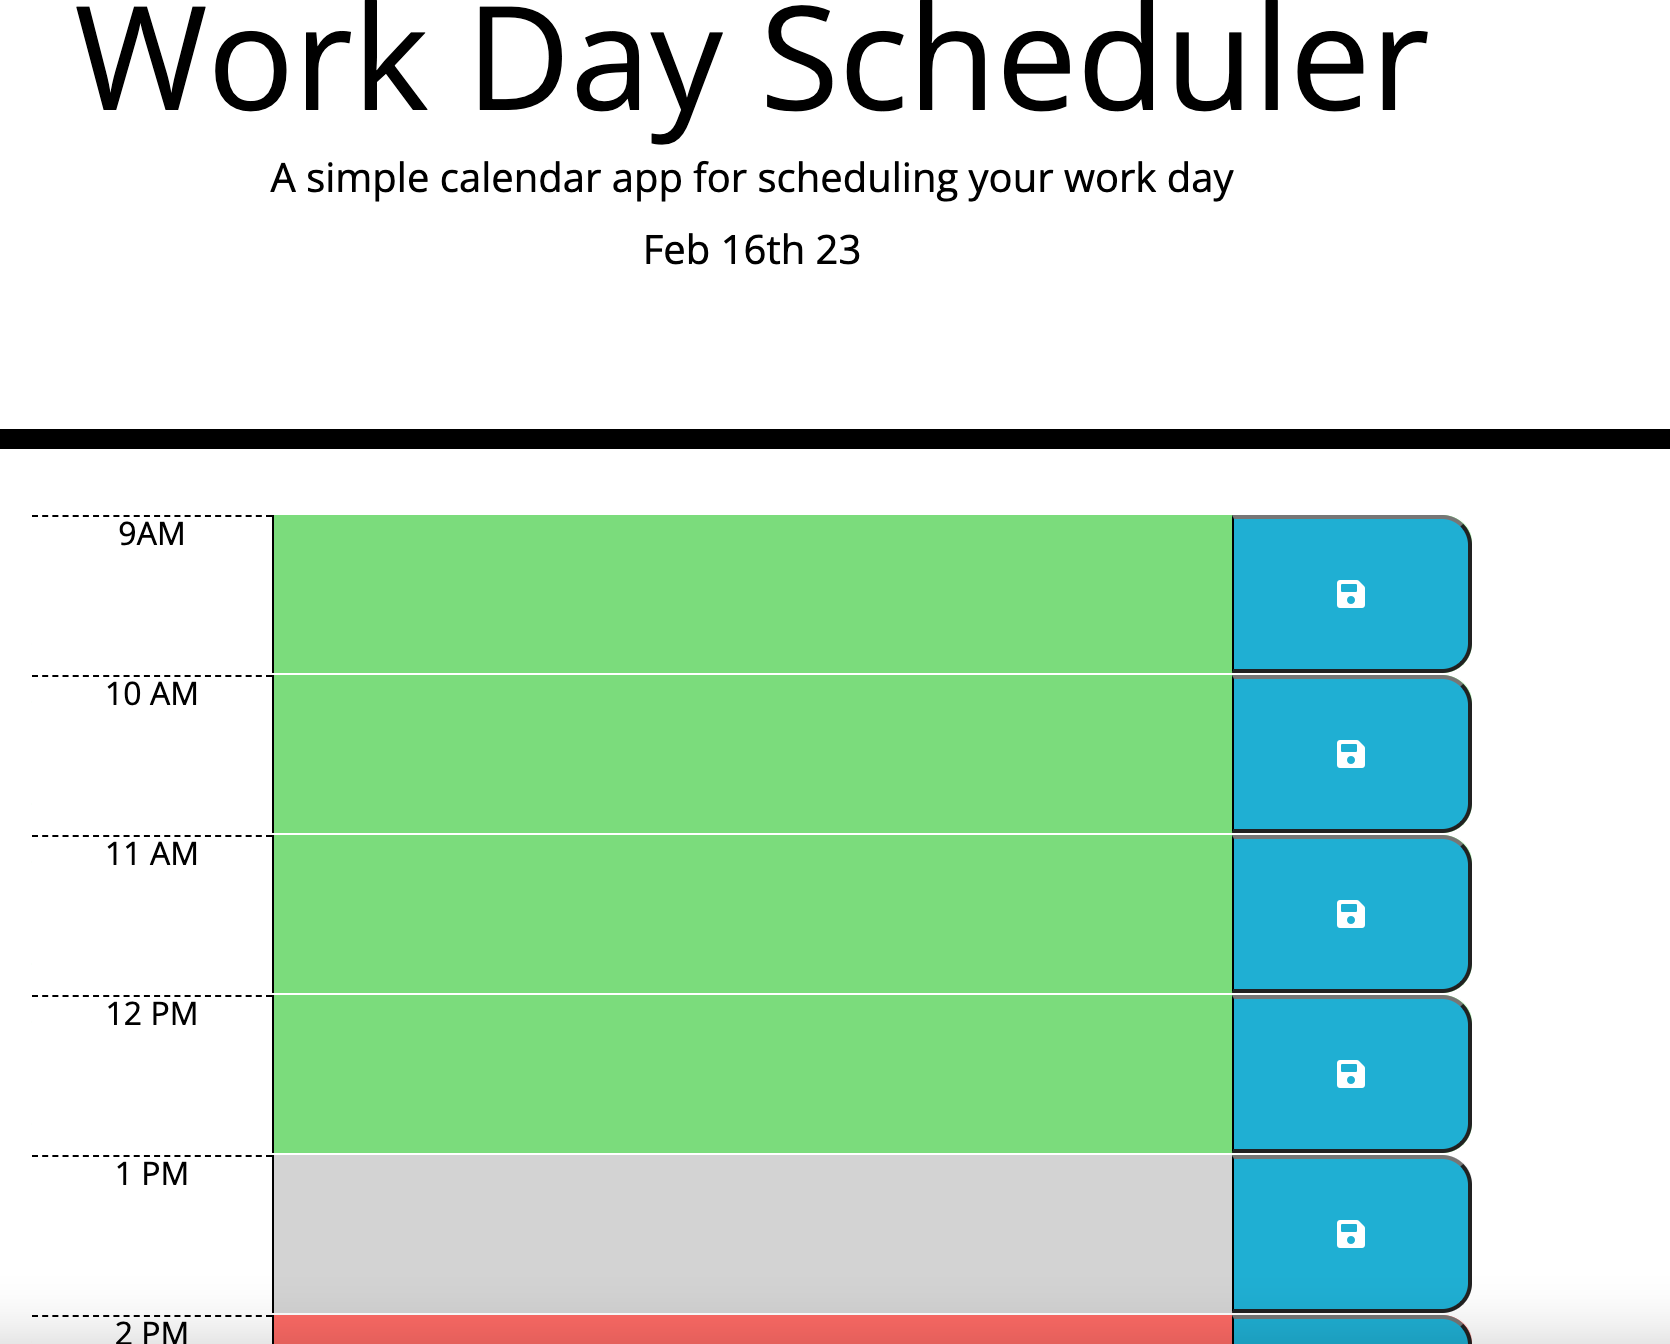 Work Day Scheduler
A simple calendar app for scheduling your work day
Feb 16th 23
9AM
10 AM
11 AM
12 PM
1 PM
2 PM